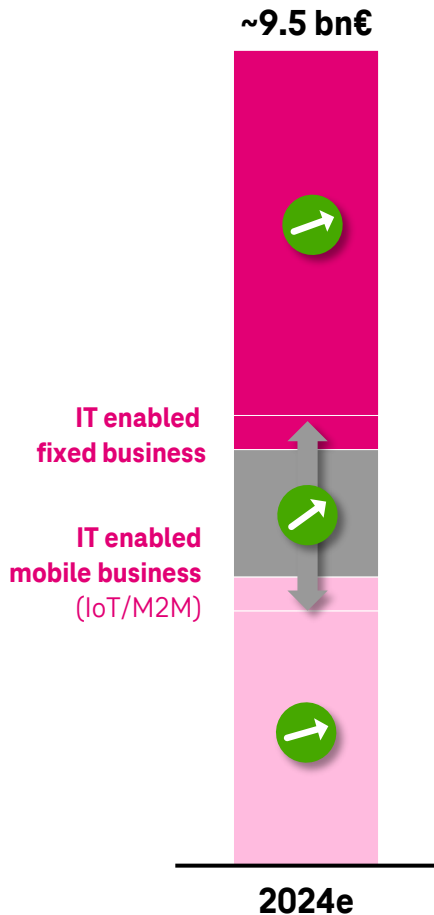 ~9.5 bn€
IT enabled
fixed business
IT enabled
mobile business
(IoT/M2M)
2024e